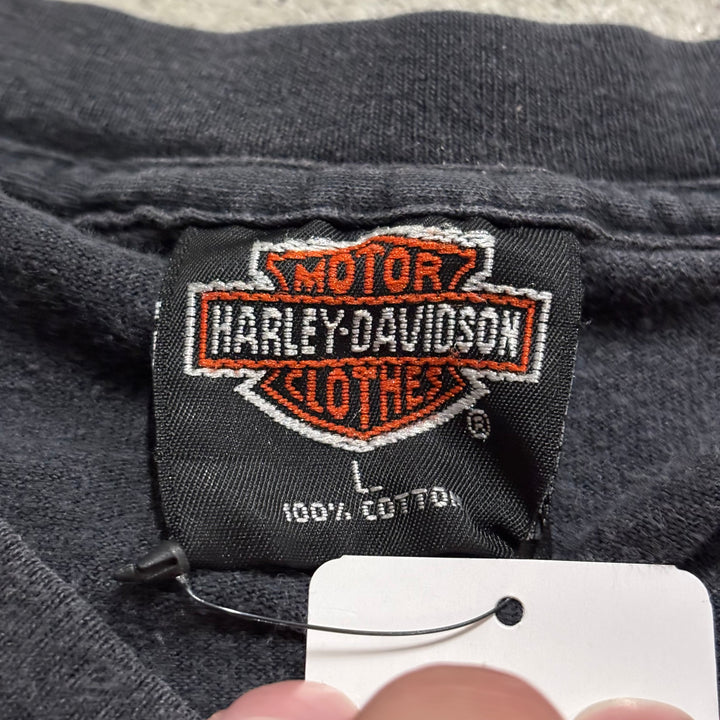 MOTOR
HARLEY-DAVIDSON
CLOTHES
®
L
100% COTTON